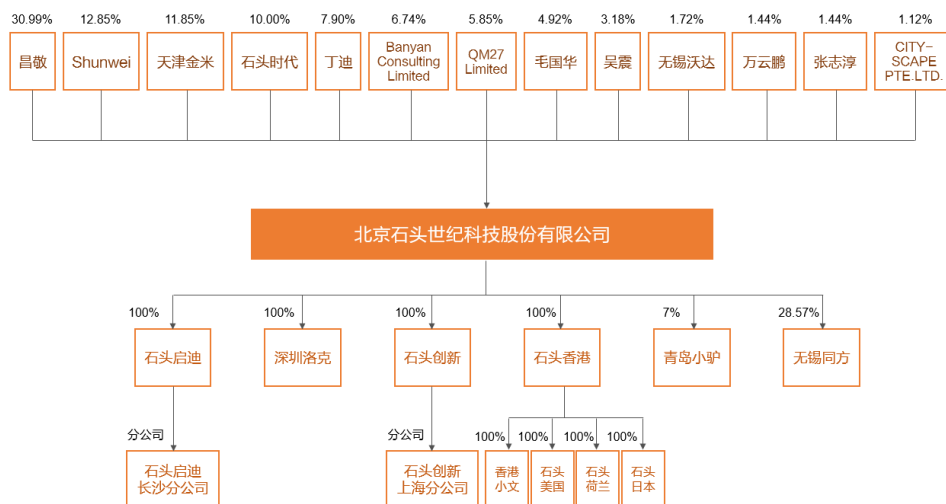 30.99% 12.85% 11.85% 10.00% 7.90% 6.74% 5.85% 4.92% 3.18% 1.72% 1.44% 1.44% 1.12%
昌敬
Shunwei
天津金米
石头时代
丁迪
Banyan
Consulting
Limited
QM27
Limited
毛国华
吴震
无锡沃达
万云鹏
张志淳
CITY-
SCAPE
PTE.LTD.
北京石头世纪科技股份有限公司
100% 100% 100% 100% 7% 28.57%
石头启迪
深圳洛克
石头创新
石头香港
青岛小驴
无锡同方
分公司 分公司 100% 100% 100% 100%
石头启迪
长沙分公司
石头创新
上海分公司
香港
小文
石头
美国
石头
荷兰
石头
日本